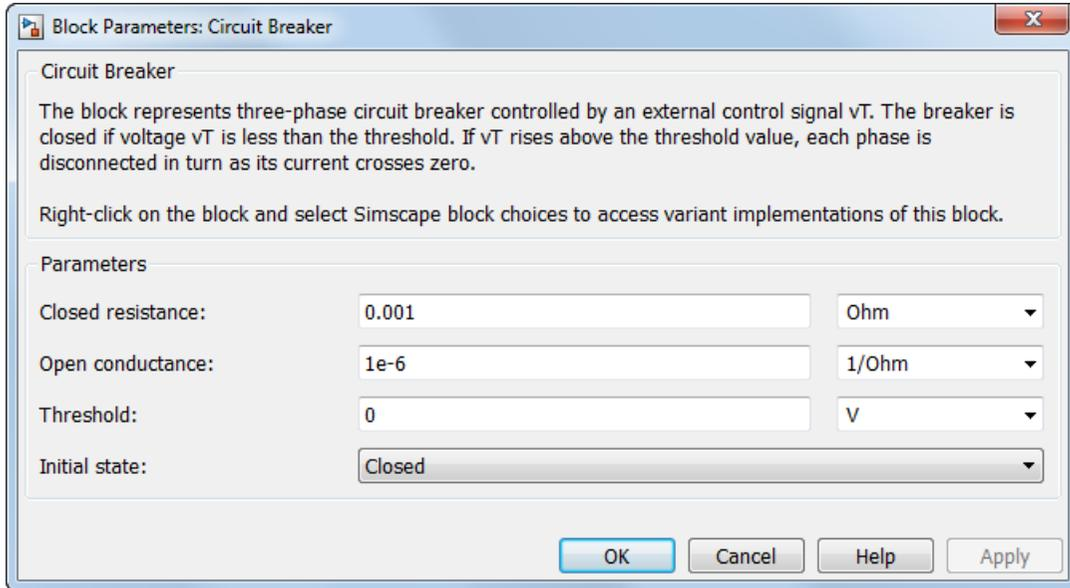 Block Parameters: Circuit Breaker
X
Circuit Breaker
The block represents three-phase circuit breaker controlled by an external control signal vT. The breaker is
closed if voltage vT is less than the threshold. If vT rises above the threshold value, each phase is
disconnected in turn as its current crosses zero.
Right-click on the block and select Simscape block choices to access variant implementations of this block.
Parameters
Closed resistance: 0.001 Ohm
Open conductance: 1e-6 1/Ohm
Threshold: 0 V
Initial state: Closed
OK Cancel Help Apply